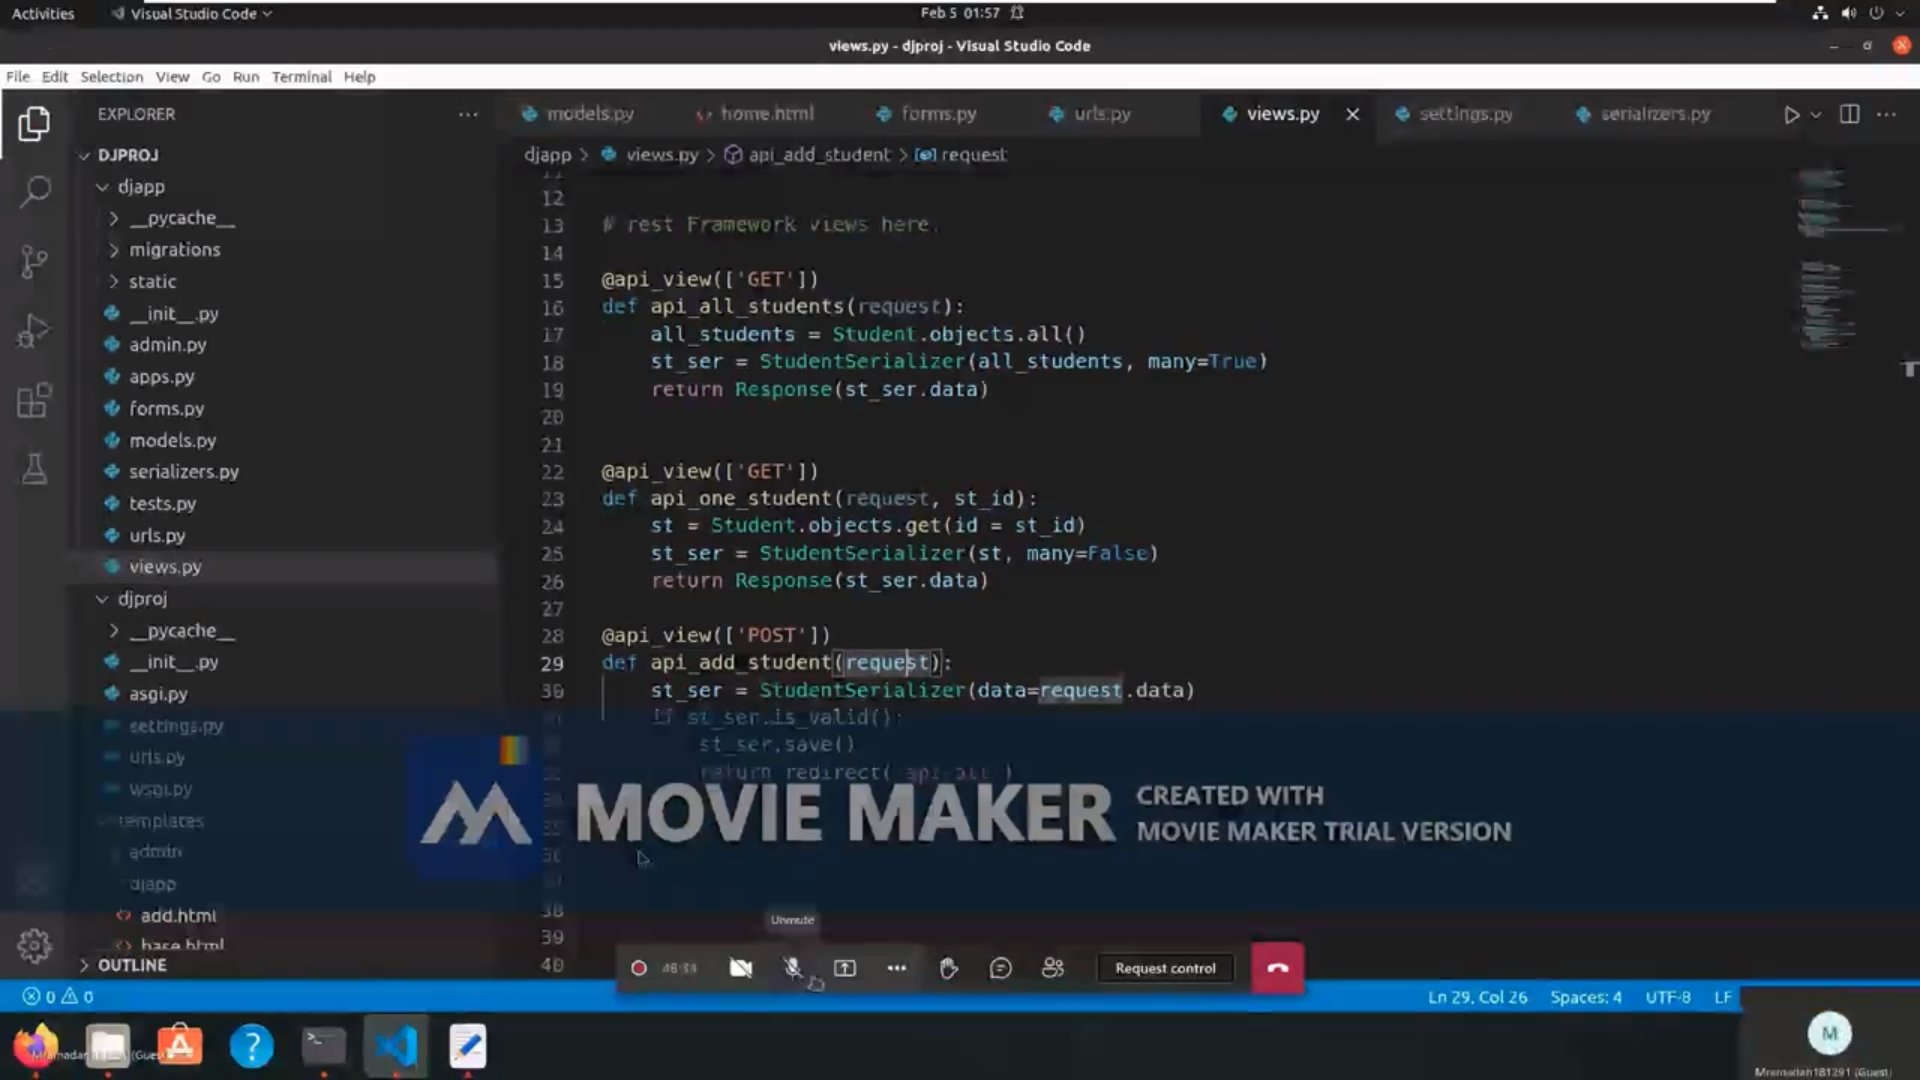 Activities
Visual Studio Code
Feb 5 01:57
views.py - djproj - Visual Studio Code
File Edit Selection View Go Run Terminal Help
EXPLORER
models.py
home.html
forms.py
urls.py
views.py
settings.py
serializers.py
djapp > views.py > api_add_student > request
DJPROJ
djapp
__pycache__
migrations
static
__init__.py
admin.py
apps.py
forms.py
models.py
serializers.py
tests.py
urls.py
views.py
djproj
__pycache__
__init__.py
asgi.py
settings.py
urls.py
wsgi.py
templates
admin
djapp
add.html
base.html
OUTLINE
11
12
13 # rest Framework views here.
14
15 @api_view(['GET'])
16 def api_all_students(request):
17 all_students = Student.objects.all()
18 st_ser = StudentSerializer(all_students, many=True)
19 return Response(st_ser.data)
20
21
22 @api_view(['GET'])
23 def api_one_student(request, st_id):
24 st = Student.objects.get(id = st_id)
25 st_ser = StudentSerializer(st, many=False)
26 return Response(st_ser.data)
27
28 @api_view(['POST'])
29 def api_add_student(request):
30 st_ser = StudentSerializer(data=request.data)
if st_ser.is_valid():
st_ser.save()
return redirect('api-all')
MOVIE MAKER
CREATED WITH
MOVIE MAKER TRIAL VERSION
38
39
40
Unmute
Request control
0 0
Ln 29, Col 26 Spaces: 4 UTF-8 LF
M
Mramadan181291 (Guest)